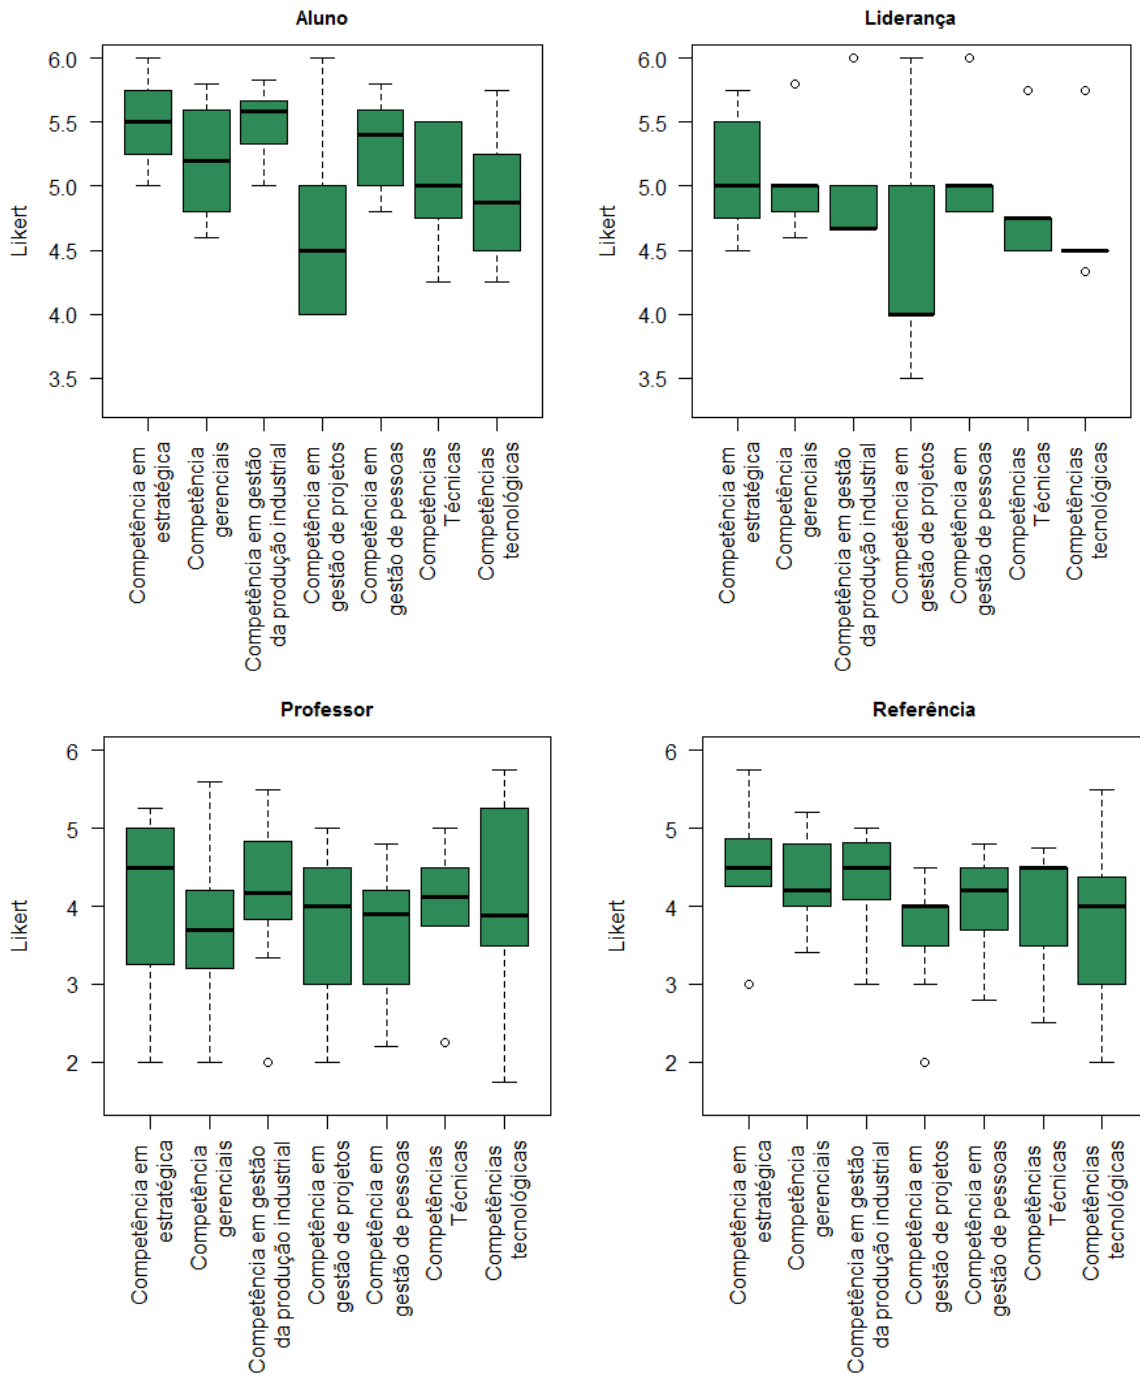 Aluno
Likert
6.0
5.5
5.0
4.5
4.0
3.5
Competência em
estratégica
Competência
gerenciais
Competência em gestão
da produção industrial
Competência em
gestão de projetos
Competência em
gestão de pessoas
Competências
Técnicas
Competências
tecnológicas
Liderança
Likert
6.0
5.5
5.0
4.5
4.0
3.5
Competência em
estratégica
Competência
gerenciais
Competência em gestão
da produção industrial
Competência em
gestão de projetos
Competência em
gestão de pessoas
Competências
Técnicas
Competências
tecnológicas
Professor
Likert
6
5
4
3
2
Competência em
estratégica
Competência
gerenciais
Competência em gestão
da produção industrial
Competência em
gestão de projetos
Competência em
gestão de pessoas
Competências
Técnicas
Competências
tecnológicas
Referência
Likert
6
5
4
3
2
Competência em
estratégica
Competência
gerenciais
Competência em gestão
da produção industrial
Competência em
gestão de projetos
Competência em
gestão de pessoas
Competências
Técnicas
Competências
tecnológicas